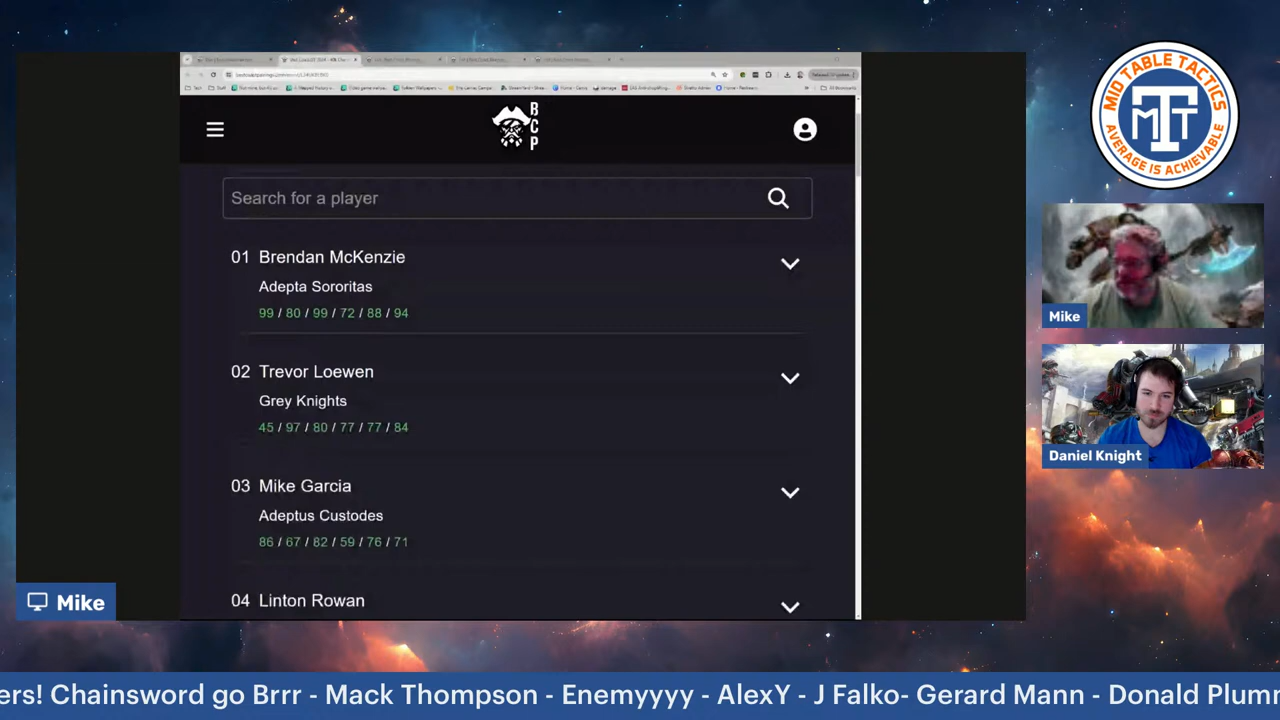 BCP
Search for a player
01 Brendan McKenzie
Adepta Sororitas
99 / 80 / 99 / 72 / 88 / 94
02 Trevor Loewen
Grey Knights
45 / 97 / 80 / 77 / 77 / 84
03 Mike Garcia
Adeptus Custodes
86 / 67 / 82 / 59 / 76 / 71
04 Linton Rowan
Mike
MID TABLE TACTICS
MTT
AVERAGE IS ACHIEVABLE
Mike
Daniel Knight
ers! Chainsword go Brrr - Mack Thompson - Enemyyyy - AlexY - J Falko- Gerard Mann - Donald Plum